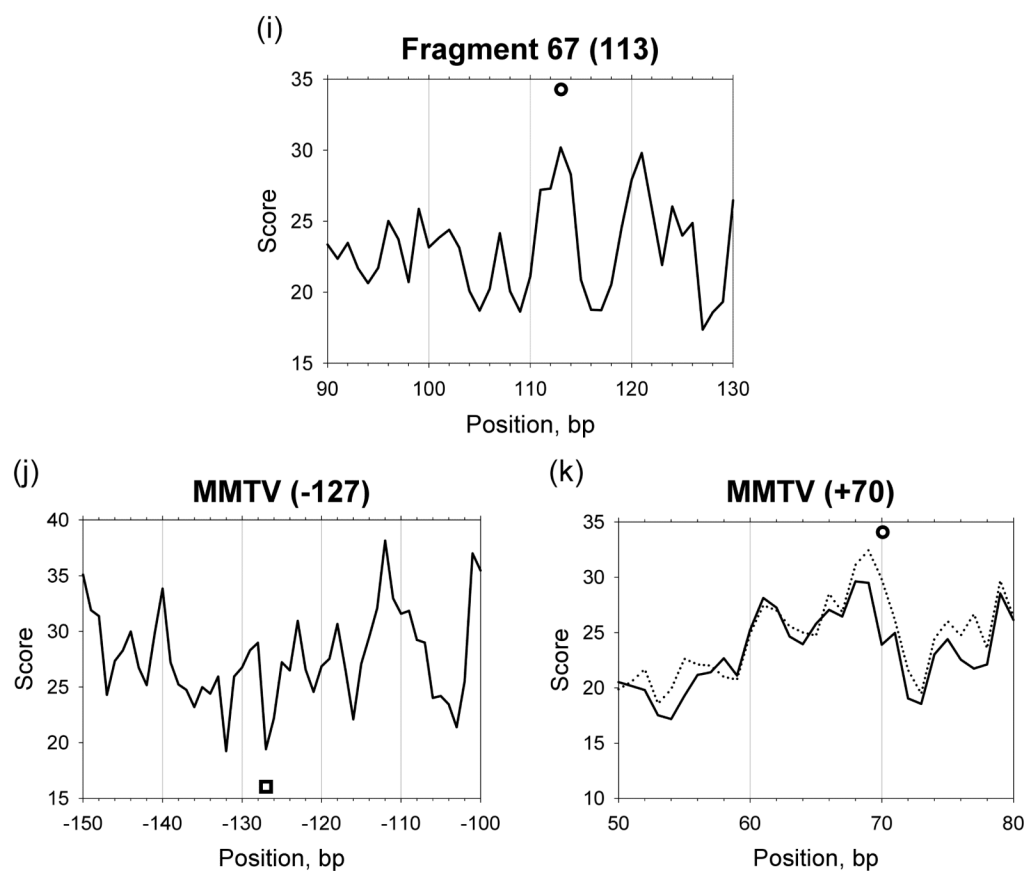 (i)
Fragment 67 (113)
35
30
25
20
15
Score
90 100 110 120 130
Position, bp
(j)
MMTV (-127)
40
35
30
25
20
15
Score
-150 -140 -130 -120 -110 -100
Position, bp
(k)
MMTV (+70)
35
30
25
20
15
10
Score
50 60 70 80
Position, bp